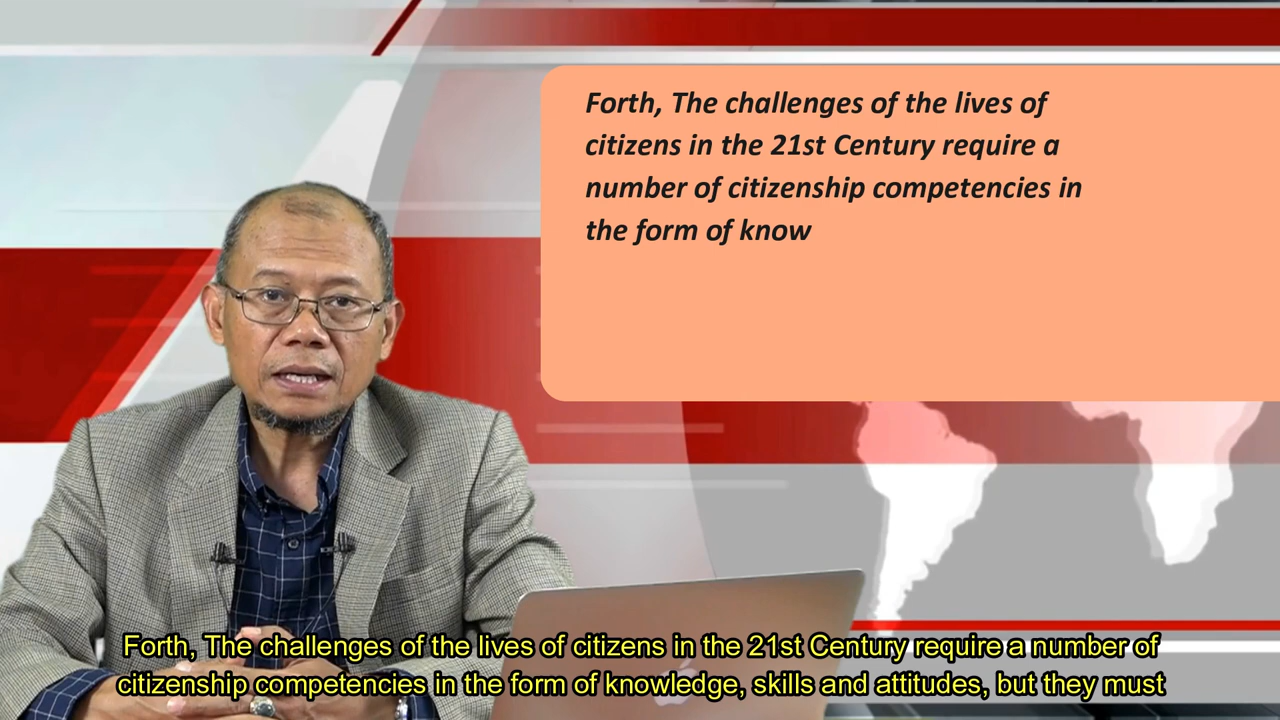 Forth, The challenges of the lives of
citizens in the 21st Century require a
number of citizenship competencies in
the form of know
Forth, The challenges of the lives of citizens in the 21st Century require a number of
citizenship competencies in the form of knowledge, skills and attitudes, but they must